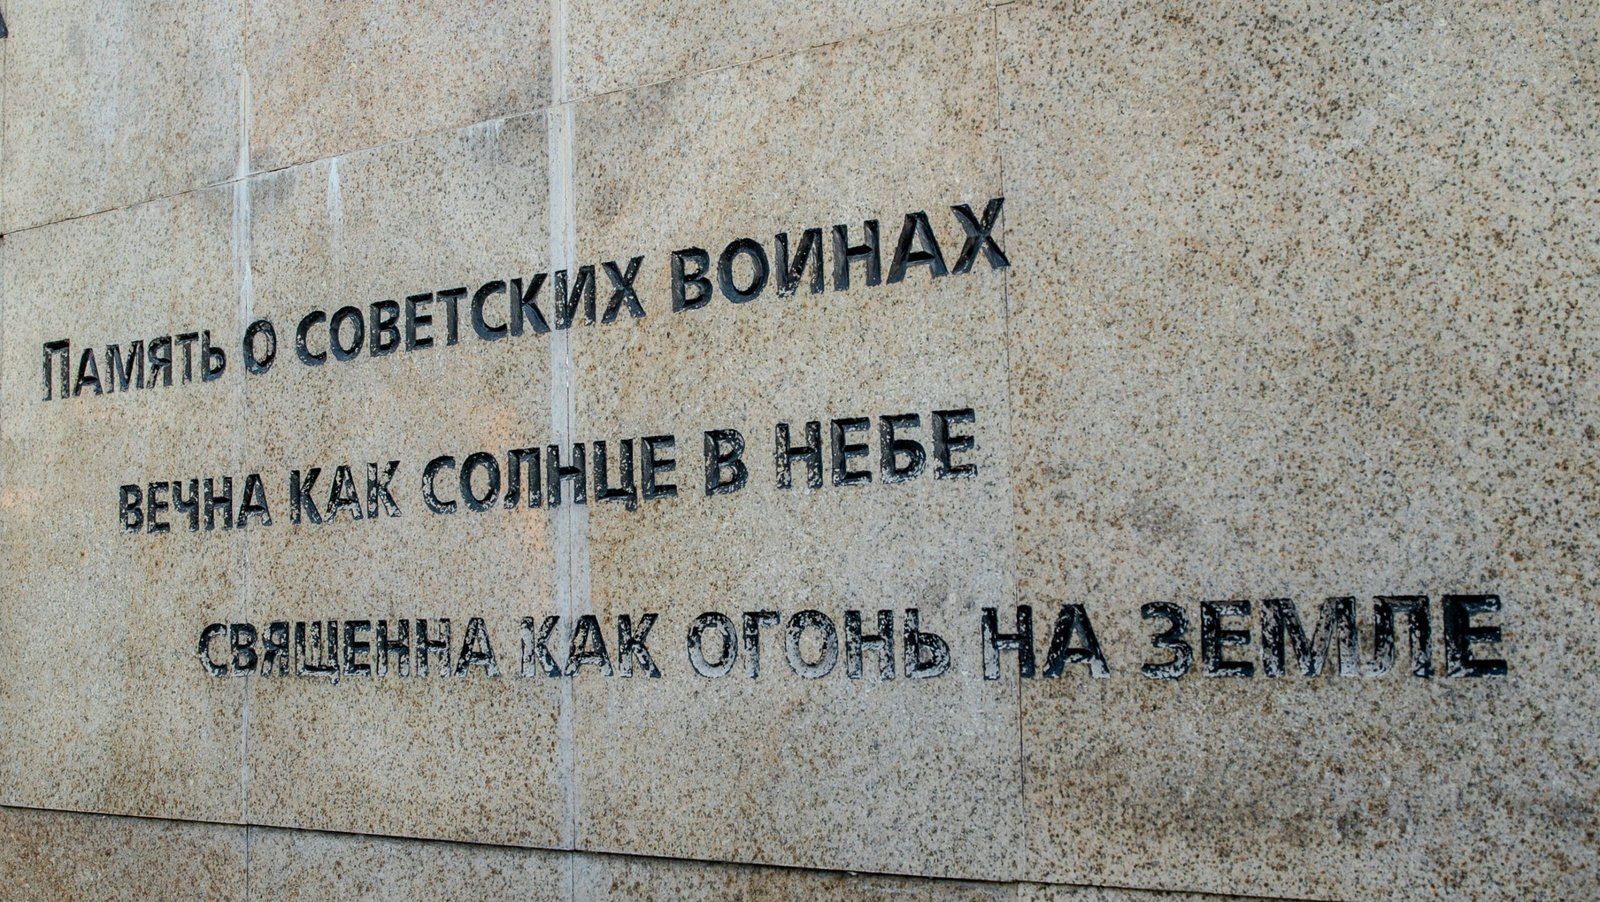 Память о советских воинах
вечна как солнце в небе
священна как огонь на земле